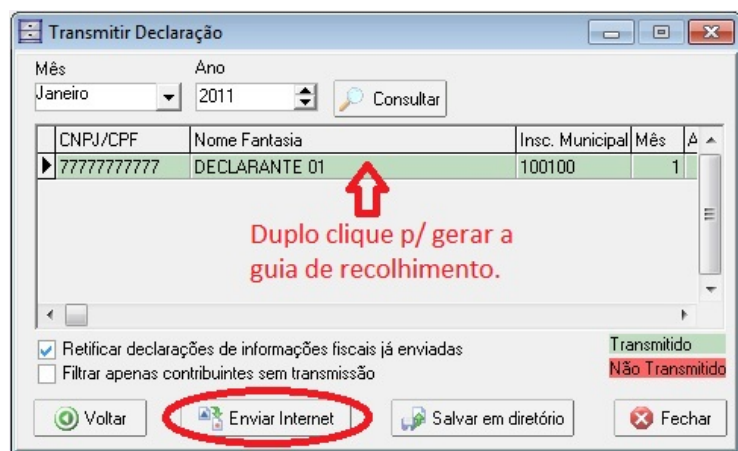 Transmitir Declaração
Mês Ano
Janeiro 2011 Consultar
CNPJ/CPF Nome Fantasia Insc. Municipal Mês A
77777777777 DECLARANTE 01 100100 1
Duplo clique p/ gerar a
guia de recolhimento.
Retificar declarações de informações fiscais já enviadas Transmitido
Filtrar apenas contribuintes sem transmissão Não Transmitido
Voltar Enviar Internet Salvar em diretório Fechar